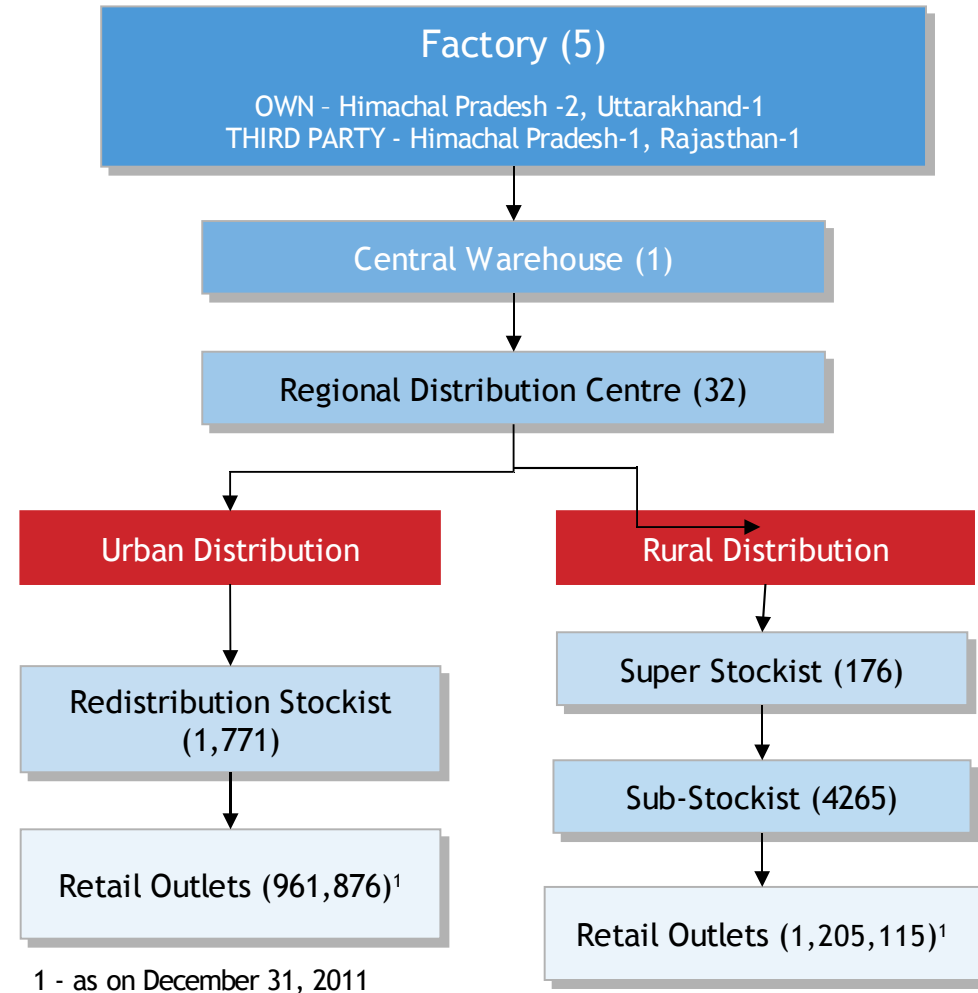 Factory (5)
OWN – Himachal Pradesh -2, Uttarakhand-1
THIRD PARTY - Himachal Pradesh-1, Rajasthan-1
Central Warehouse (1)
Regional Distribution Centre (32)
Urban Distribution
Redistribution Stockist
(1,771)
Retail Outlets (961,876)¹
Rural Distribution
Super Stockist (176)
Sub-Stockist (4265)
Retail Outlets (1,205,115)¹
1 - as on December 31, 2011